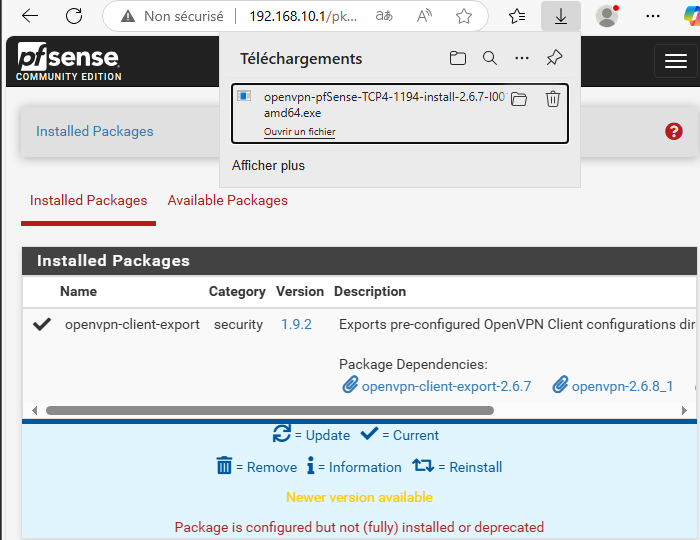 Non sécurisé 192.168.10.1/pk... aあ A
pfsense
COMMUNITY EDITION
Téléchargements
openvpn-pfSense-TCP4-1194-install-2.6.7-I00
amd64.exe
Ouvrir un fichier
Afficher plus
Installed Packages
?
Installed Packages Available Packages
Installed Packages
Name Category Version Description
openvpn-client-export security 1.9.2 Exports pre-configured OpenVPN Client configurations dir
Package Dependencies:
openvpn-client-export-2.6.7 openvpn-2.6.8_1
= Update = Current
= Remove = Information = Reinstall
Newer version available
Package is configured but not (fully) installed or deprecated